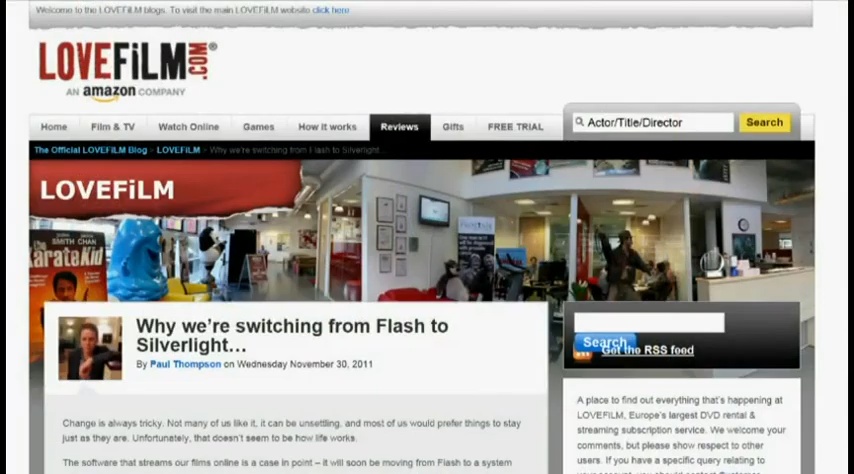 Welcome to the LOVEFiLM blogs. To visit the main LOVEFiLM website click here
LOVEFiLM.COM®
AN amazon COMPANY
Home Film & TV Watch Online Games How it works Reviews Gifts FREE TRIAL Actor/Title/Director Search
The Official LOVEFiLM Blog > LOVEFiLM > Why we're switching from Flash to Silverlight...
LOVEFiLM
SMITH CHAN
the Karate Kid
Why we're switching from Flash to
Silverlight...
By Paul Thompson on Wednesday November 30, 2011
Search
Get the RSS feed
Change is always tricky. Not many of us like it, it can be unsettling, and most of us would prefer things to stay
just as they are. Unfortunately, that doesn't seem to be how life works.
The software that streams our films online is a case in point – it will soon be moving from Flash to a system
A place to find out everything that's happening at
LOVEFILM, Europe's largest DVD rental &
streaming subscription service. We welcome your
comments, but please show respect to other
users. If you have a specific query relating to